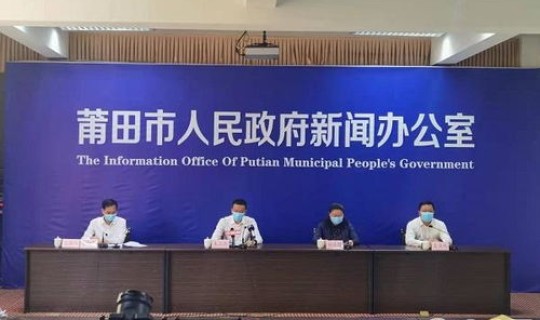 莆田市人民政府新闻办公室
The Information Office Of Putian Municipal People's Government